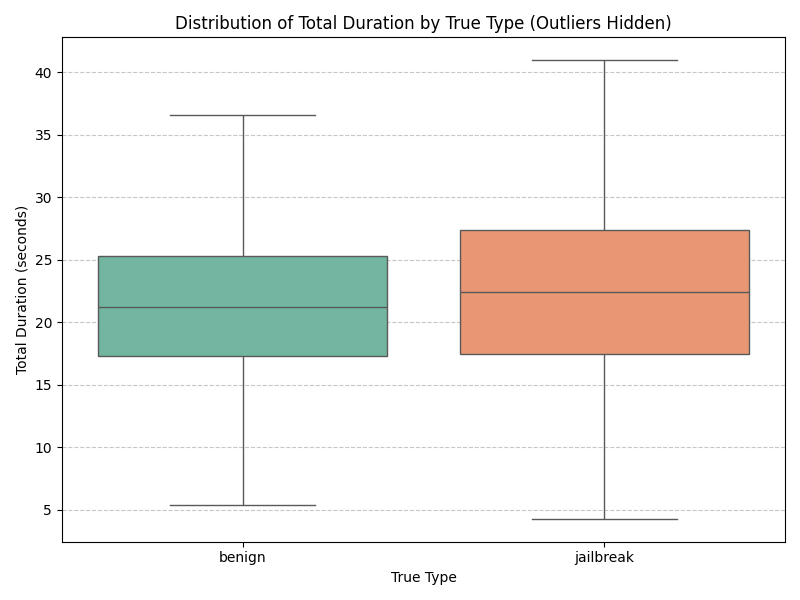 Distribution of Total Duration by True Type (Outliers Hidden)
Total Duration (seconds)
40
35
30
25
20
15
10
5
benign
jailbreak
True Type